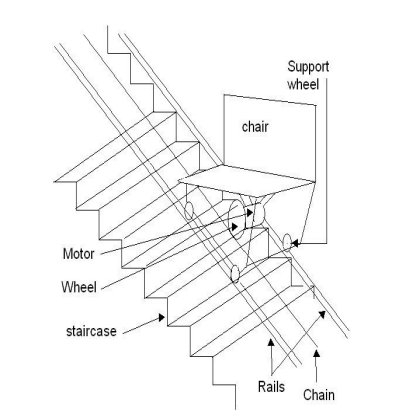 Support
wheel
chair
Motor
Wheel
staircase
Rails
Chain